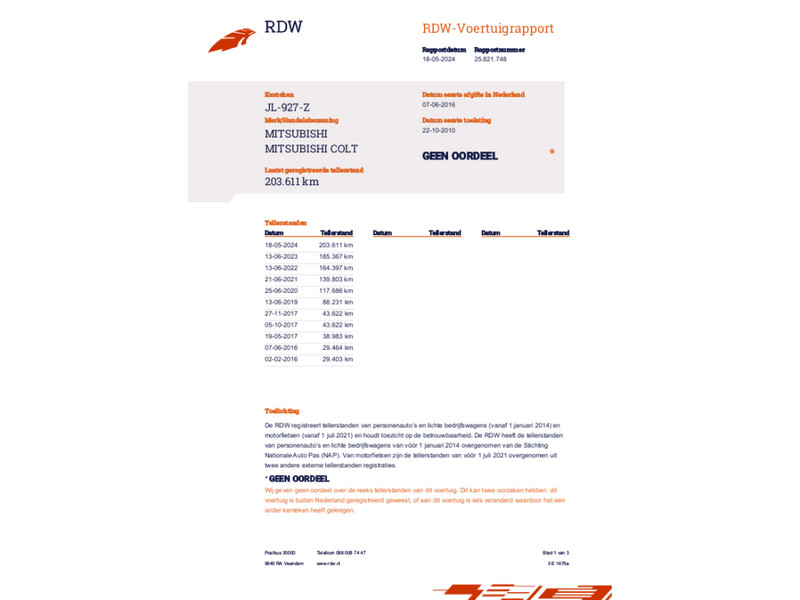 RDW
RDW-Voertuigrapport
Rapportdatum Rapportnummer
18-05-2024 25.821.748
Kenteken
JL-927-Z
Merk/Handelsbenaming
MITSUBISHI
MITSUBISHI COLT
Laatst geregistreerde tellerstand
203.611 km
Datum eerste afgifte in Nederland
07-06-2016
Datum eerste toelating
22-10-2010
GEEN OORDEEL *
Tellerstanden
Datum Tellerstand Datum Tellerstand Datum Tellerstand
18-05-2024 203.611 km
13-06-2023 185.367 km
13-06-2022 164.397 km
21-06-2021 139.803 km
25-06-2020 117.686 km
13-06-2019 88.231 km
27-11-2017 43.622 km
05-10-2017 43.622 km
19-05-2017 38.983 km
07-06-2016 29.464 km
02-02-2016 29.403 km
Toelichting
De RDW registreert tellerstanden van personenauto's en lichte bedrijfswagens (vanaf 1 januari 2014) en
motorfietsen (vanaf 1 juli 2021) en houdt toezicht op de betrouwbaarheid. De RDW heeft de tellerstanden
van personenauto's en lichte bedrijfswagens van vóór 1 januari 2014 overgenomen van de Stichting
Nationale Auto Pas (NAP). Van motorfietsen zijn de tellerstanden van vóór 1 juli 2021 overgenomen uit
twee andere externe tellerstanden registraties.
* GEEN OORDEEL
Wij geven geen oordeel over de reeks tellerstanden van dit voertuig. Dit kan twee oorzaken hebben: dit
voertuig is buiten Nederland geregistreerd geweest, of aan dit voertuig is iets veranderd waardoor het een
ander kenteken heeft gekregen.
Postbus 30000 Telefoon 088 008 74 47 Blad 1 van 3
9640 RA Veendam www.rdw.nl 3 E 1675a